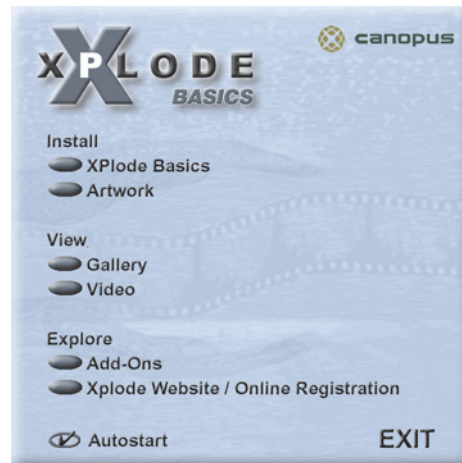 canopus
XPLODE
BASICS
Install
XPlode Basics
Artwork
View
Gallery
Video
Explore
Add-Ons
Xplode Website / Online Registration
Autostart
EXIT